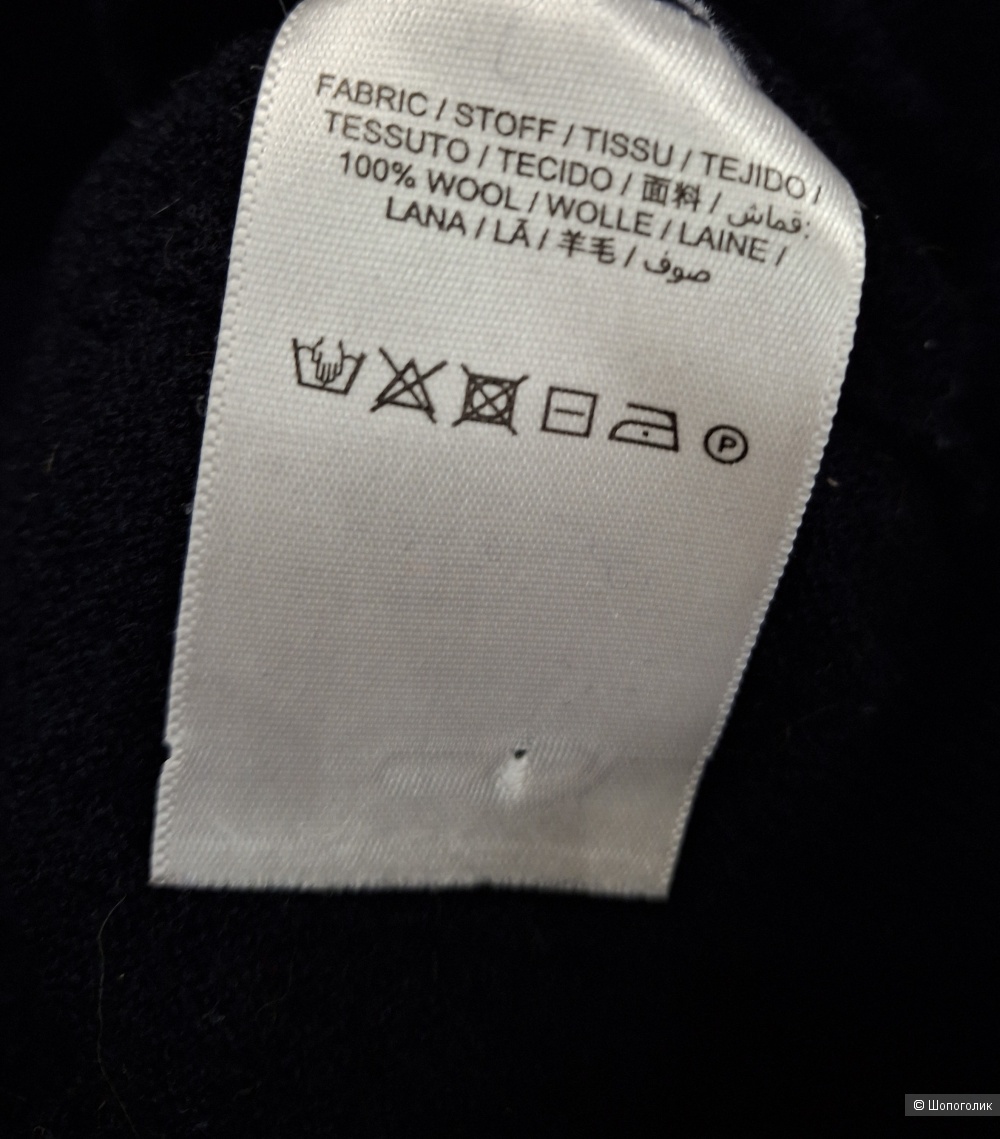 FABRIC / STOFF / TISSU / TEJIDO /
TESSUTO / TECIDO / 面料 / قماش:
100% WOOL / WOLLE / LAINE /
LANA / LÃ / 羊毛 / صوف
P
© Шопоголик